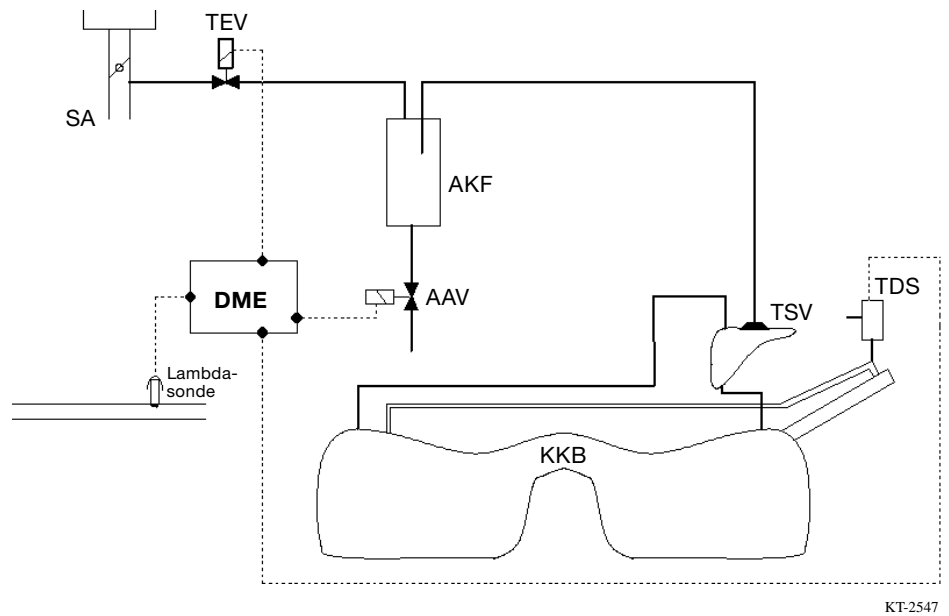 TEV
SA
AKF
DME
AAV
TDS
TSV
Lambda-
sonde
KKB
KT-2547